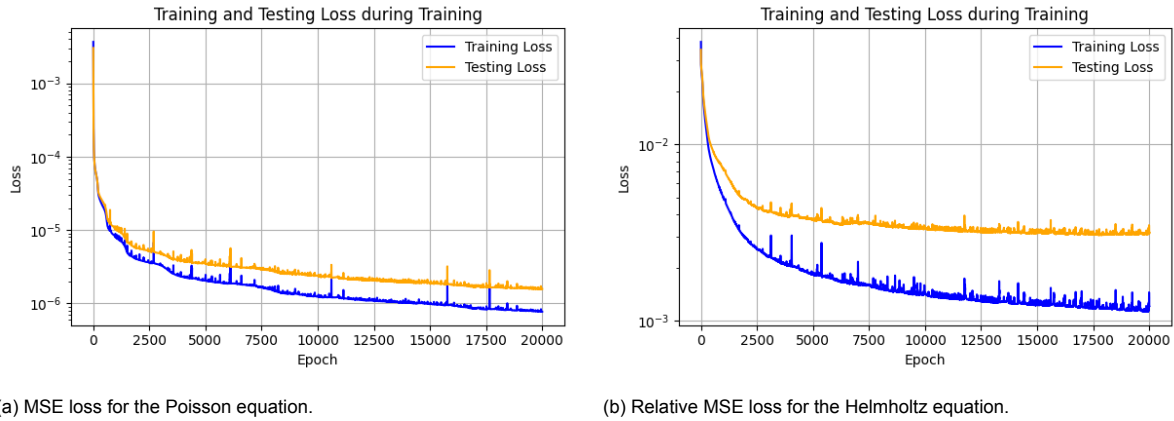 Training and Testing Loss during Training
Training Loss
Testing Loss
10⁻³
10⁻⁴
10⁻⁵
10⁻⁶
Loss
0 2500 5000 7500 10000 12500 15000 17500 20000
Epoch
(a) MSE loss for the Poisson equation.
Training and Testing Loss during Training
Training Loss
Testing Loss
10⁻²
10⁻³
Loss
0 2500 5000 7500 10000 12500 15000 17500 20000
Epoch
(b) Relative MSE loss for the Helmholtz equation.